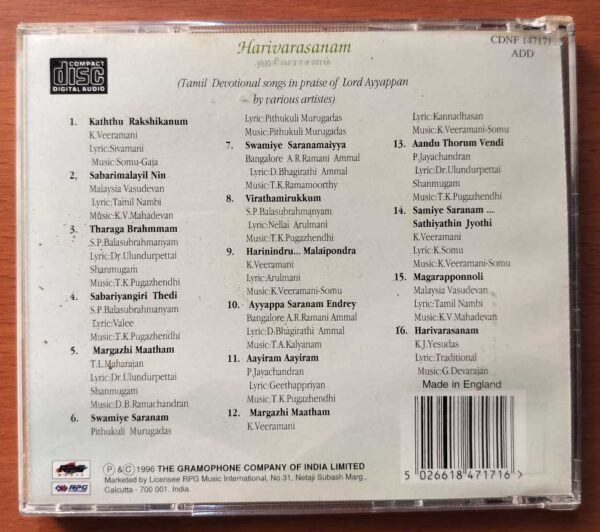 Harivarasanam
ஹரிவராசனம்
CDNF 147171
ADD
COMPACT
disc
DIGITAL AUDIO
(Tamil Devotional songs in praise of Lord Ayyappan
by various artistes)
1. Kaththu Rakshikanum
K.Veeramani
Lyric:Sivamani
Music:Somu-Gaja
2. Sabarimalayil Nin
Malaysia Vasudevan
Lyric:Tamil Nambi
Music:K.V.Mahadevan
3. Tharaga Brahmmam
S.P.Balasubrahmanyam
Lyric:Dr.Ulundurpettai
Shanmugam
Music:T.K.Pugazhendhi
4. Sabariyangiri Thedi
S.P.Balasubrahmanyam
Lyric:Valee
Music:T.K.Pugazhendhi
5. Margazhi Maatham
T.L.Maharajan
Lyric:Dr.Ulundurpettai
Shanmugam
Music:D.B.Ramachandran
6. Swamiye Saranam
Pithukuli Murugadas
Lyric:Pithukuli Murugadas
Music:Pithukuli Murugadas
7. Swamiye Saranamaiyya
Bangalore A.R.Ramani Ammal
Lyric:D.Bhagirathi Ammal
Music:T.K.Ramamoorthy
8. Virathamirukkum
S.P.Balasubrahmanyam
Lyric:Nellai Arulmani
Music:T.K.Pugazhendhi
9. Harinindru... Malaipondra
K.Veeramani
Lyric:Arulmani
Music:K.Veeramani-Somu
10. Ayyappa Saranam Endrey
Bangalore A.R.Ramani Ammal
Lyric:D.Bhagirathi Ammal
Music:T.A.Kalyanam
11. Aayiram Aayiram
P.Jayachandran
Lyric:Geethappriyan
Music:T.K.Pugazhendhi
12. Margazhi Maatham
K.Veeramani
Lyric:Kannadhasan
Music:K.Veeramani-Somu
13. Aandu Thorum Vendi
P.Jayachandran
Lyric:Dr.Ulundurpettai
Shanmugam
Music:T.K.Pugazhendhi
14. Samiye Saranam ...
Sathiyathin Jyothi
K.Veeramani
Lyric:K.Somu
Music:K.Veeramani-Somu
15. Magarapponnoli
Malaysia Vasudevan
Lyric:Tamil Nambi
Music:K.V.Mahadevan
16. Harivarasanam
K.J.Yesudas
Lyric:Traditional
Music:G.Devarajan
Made in England
5 026618 471716 >
RPG
MUSIC
RPG
Ⓟ &© 1996 THE GRAMOPHONE COMPANY OF INDIA LIMITED
Marketed by Licensee RPG Music International, No.31, Netaji Subash Marg.,
Calcutta - 700 001. India.